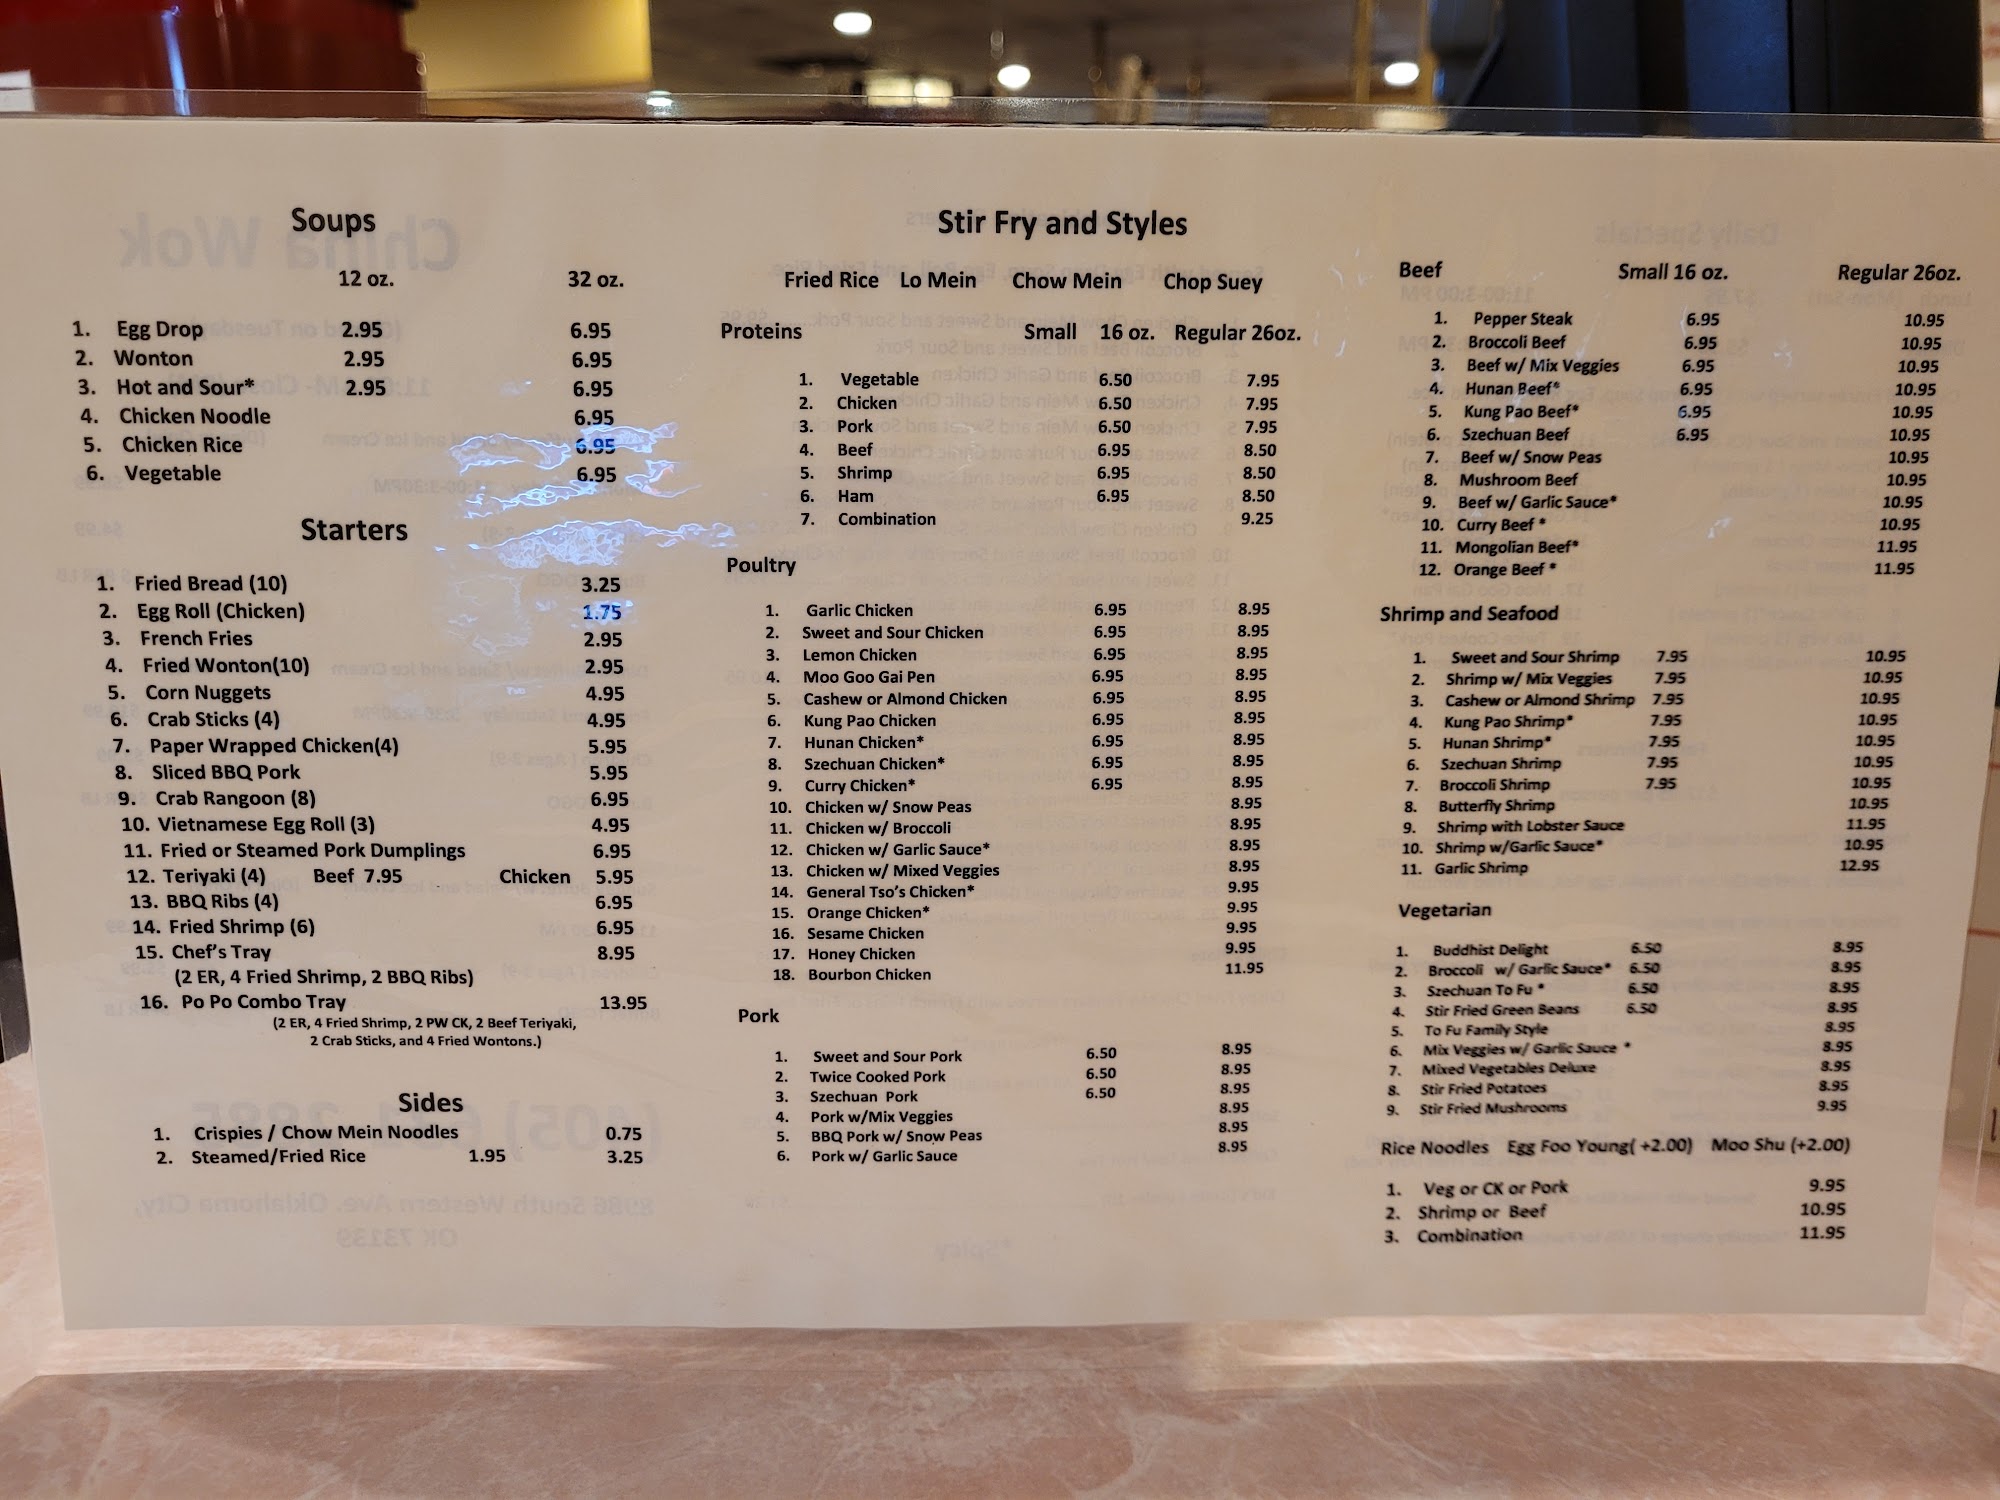 Soups
12 oz. 32 oz.
1. Egg Drop 2.95 6.95
2. Wonton 2.95 6.95
3. Hot and Sour* 2.95 6.95
4. Chicken Noodle 6.95
5. Chicken Rice 6.95
6. Vegetable 6.95
Starters
1. Fried Bread (10) 3.25
2. Egg Roll (Chicken) 1.75
3. French Fries 2.95
4. Fried Wonton(10) 2.95
5. Corn Nuggets 4.95
6. Crab Sticks (4) 4.95
7. Paper Wrapped Chicken(4) 5.95
8. Sliced BBQ Pork 5.95
9. Crab Rangoon (8) 6.95
10. Vietnamese Egg Roll (3) 4.95
11. Fried or Steamed Pork Dumplings 6.95
12. Teriyaki (4) Beef 7.95 Chicken 5.95
13. BBQ Ribs (4) 6.95
14. Fried Shrimp (6) 6.95
15. Chef's Tray 8.95
(2 ER, 4 Fried Shrimp, 2 BBQ Ribs)
16. Po Po Combo Tray 13.95
(2 ER, 4 Fried Shrimp, 2 PW CK, 2 Beef Teriyaki,
2 Crab Sticks, and 4 Fried Wontons.)
Sides
1. Crispies / Chow Mein Noodles 0.75
2. Steamed/Fried Rice 1.95 3.25
Stir Fry and Styles
Fried Rice Lo Mein Chow Mein Chop Suey
Proteins Small 16 oz. Regular 26oz.
1. Vegetable 6.50 7.95
2. Chicken 6.50 7.95
3. Pork 6.50 7.95
4. Beef 6.95 8.50
5. Shrimp 6.95 8.50
6. Ham 6.95 8.50
7. Combination 9.25
Poultry
1. Garlic Chicken 6.95 8.95
2. Sweet and Sour Chicken 6.95 8.95
3. Lemon Chicken 6.95 8.95
4. Moo Goo Gai Pen 6.95 8.95
5. Cashew or Almond Chicken 6.95 8.95
6. Kung Pao Chicken 6.95 8.95
7. Hunan Chicken* 6.95 8.95
8. Szechuan Chicken* 6.95 8.95
9. Curry Chicken* 6.95 8.95
10. Chicken w/ Snow Peas 8.95
11. Chicken w/ Broccoli 8.95
12. Chicken w/ Garlic Sauce* 8.95
13. Chicken w/ Mixed Veggies 8.95
14. General Tso's Chicken* 9.95
15. Orange Chicken* 9.95
16. Sesame Chicken 9.95
17. Honey Chicken 9.95
18. Bourbon Chicken 11.95
Pork
1. Sweet and Sour Pork 6.50 8.95
2. Twice Cooked Pork 6.50 8.95
3. Szechuan Pork 6.50 8.95
4. Pork w/Mix Veggies 8.95
5. BBQ Pork w/ Snow Peas 8.95
6. Pork w/ Garlic Sauce 8.95
Beef Small 16 oz. Regular 26oz.
1. Pepper Steak 6.95 10.95
2. Broccoli Beef 6.95 10.95
3. Beef w/ Mix Veggies 6.95 10.95
4. Hunan Beef* 6.95 10.95
5. Kung Pao Beef* 6.95 10.95
6. Szechuan Beef 6.95 10.95
7. Beef w/ Snow Peas 10.95
8. Mushroom Beef 10.95
9. Beef w/ Garlic Sauce* 10.95
10. Curry Beef * 10.95
11. Mongolian Beef* 11.95
12. Orange Beef * 11.95
Shrimp and Seafood
1. Sweet and Sour Shrimp 7.95 10.95
2. Shrimp w/ Mix Veggies 7.95 10.95
3. Cashew or Almond Shrimp 7.95 10.95
4. Kung Pao Shrimp* 7.95 10.95
5. Hunan Shrimp* 7.95 10.95
6. Szechuan Shrimp 7.95 10.95
7. Broccoli Shrimp 7.95 10.95
8. Butterfly Shrimp 10.95
9. Shrimp with Lobster Sauce 11.95
10. Shrimp w/Garlic Sauce* 10.95
11. Garlic Shrimp 12.95
Vegetarian
1. Buddhist Delight 6.50 8.95
2. Broccoli w/ Garlic Sauce* 6.50 8.95
3. Szechuan To Fu * 6.50 8.95
4. Stir Fried Green Beans 6.50 8.95
5. To Fu Family Style 8.95
6. Mix Veggies w/ Garlic Sauce * 8.95
7. Mixed Vegetables Deluxe 8.95
8. Stir Fried Potatoes 8.95
9. Stir Fried Mushrooms 9.95
Rice Noodles Egg Foo Young( +2.00) Moo Shu (+2.00)
1. Veg or CK or Pork 9.95
2. Shrimp or Beef 10.95
3. Combination 11.95